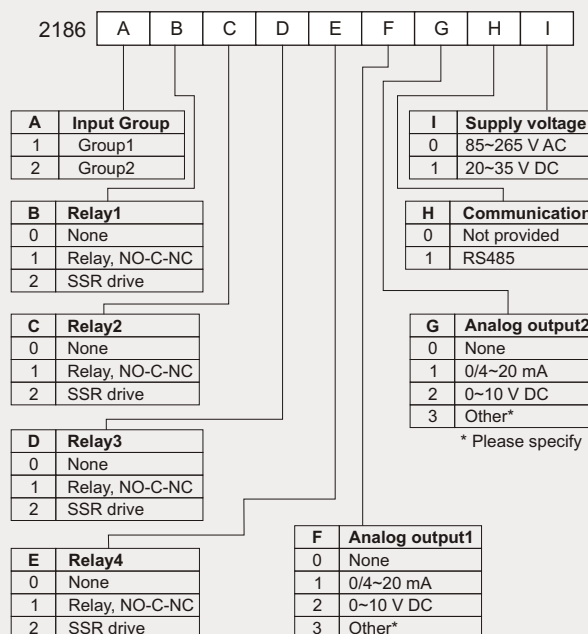 2186 A B C D E F G H I
A Input Group
1 Group1
2 Group2
I Supply voltage
0 85~265 V AC
1 20~35 V DC
B Relay1
0 None
1 Relay, NO-C-NC
2 SSR drive
H Communication
0 Not provided
1 RS485
C Relay2
0 None
1 Relay, NO-C-NC
2 SSR drive
G Analog output2
0 None
1 0/4~20 mA
2 0~10 V DC
3 Other*
* Please specify
D Relay3
0 None
1 Relay, NO-C-NC
2 SSR drive
E Relay4
0 None
1 Relay, NO-C-NC
2 SSR drive
F Analog output1
0 None
1 0/4~20 mA
2 0~10 V DC
3 Other*